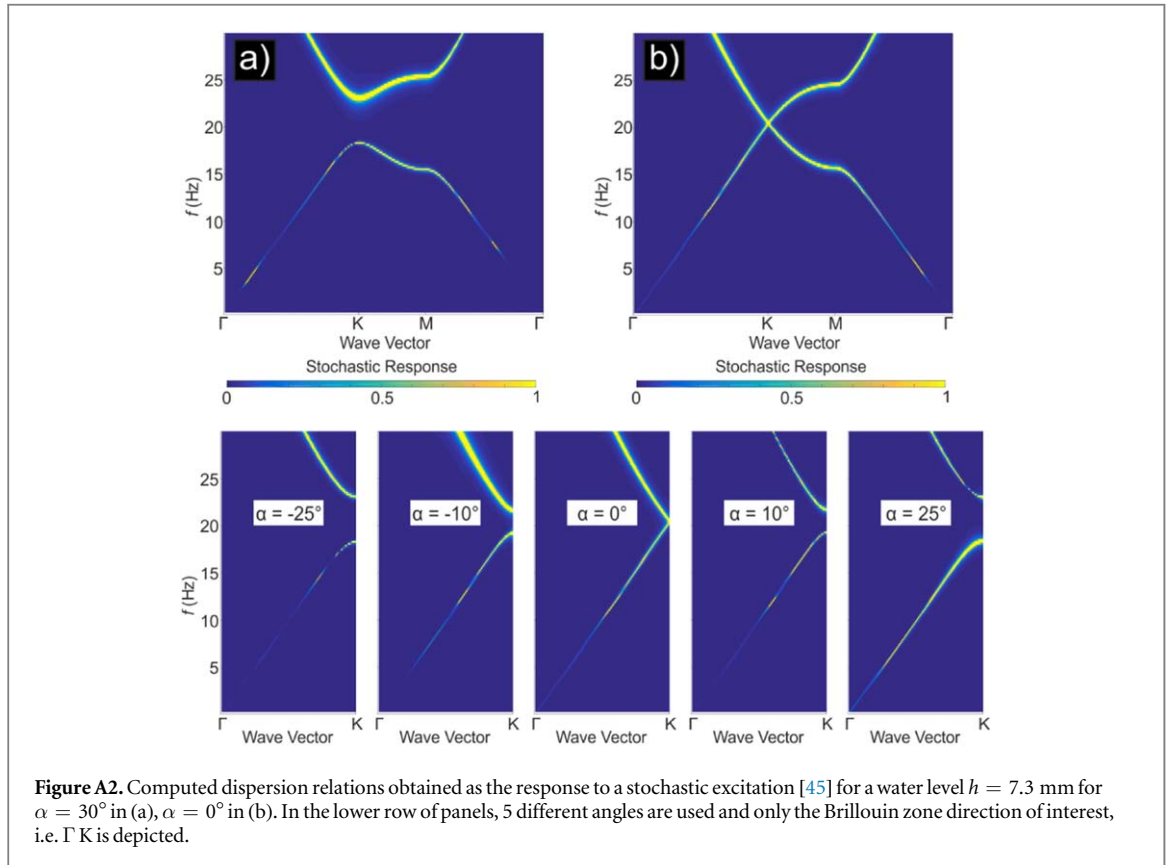 a)
b)
25
20
15
10
5
f (Hz)
Γ K M Γ
Wave Vector
25
20
15
10
5
f (Hz)
Γ K M Γ
Wave Vector
Stochastic Response
0 0.5 1
Stochastic Response
0 0.5 1
25
20
15
10
5
f (Hz)
α = -25°
Γ K
Wave Vector
α = -10°
Γ K
Wave Vector
α = 0°
Γ K
Wave Vector
α = 10°
Γ K
Wave Vector
α = 25°
Γ K
Wave Vector
Figure A2. Computed dispersion relations obtained as the response to a stochastic excitation [45] for a water level h = 7.3 mm for
α = 30° in (a), α = 0° in (b). In the lower row of panels, 5 different angles are used and only the Brillouin zone direction of interest,
i.e. Γ K is depicted.